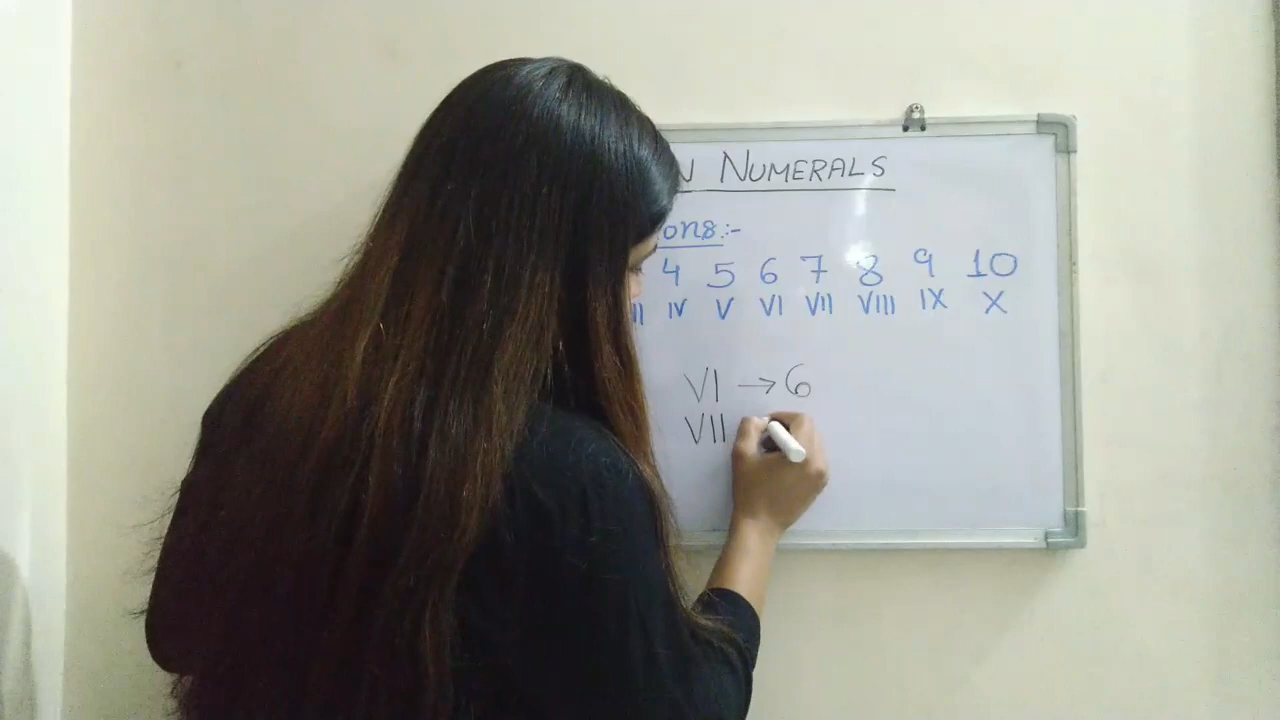 N NUMERALS
ons:-
4 5 6 7 8 9 10
II IV V VI VII VIII IX X
VI → 6
VII